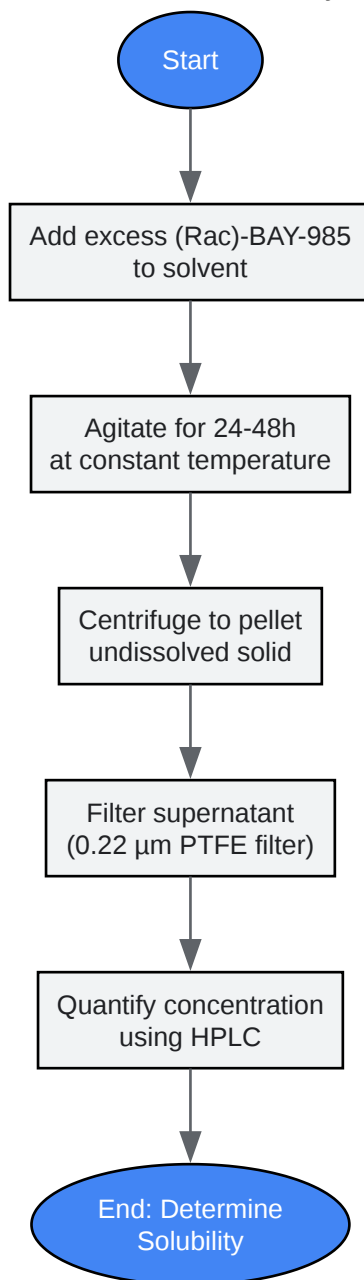 Start
Add excess (Rac)-BAY-985
to solvent
Agitate for 24-48h
at constant temperature
Centrifuge to pellet
undissolved solid
Filter supernatant
(0.22 µm PTFE filter)
Quantify concentration
using HPLC
End: Determine
Solubility